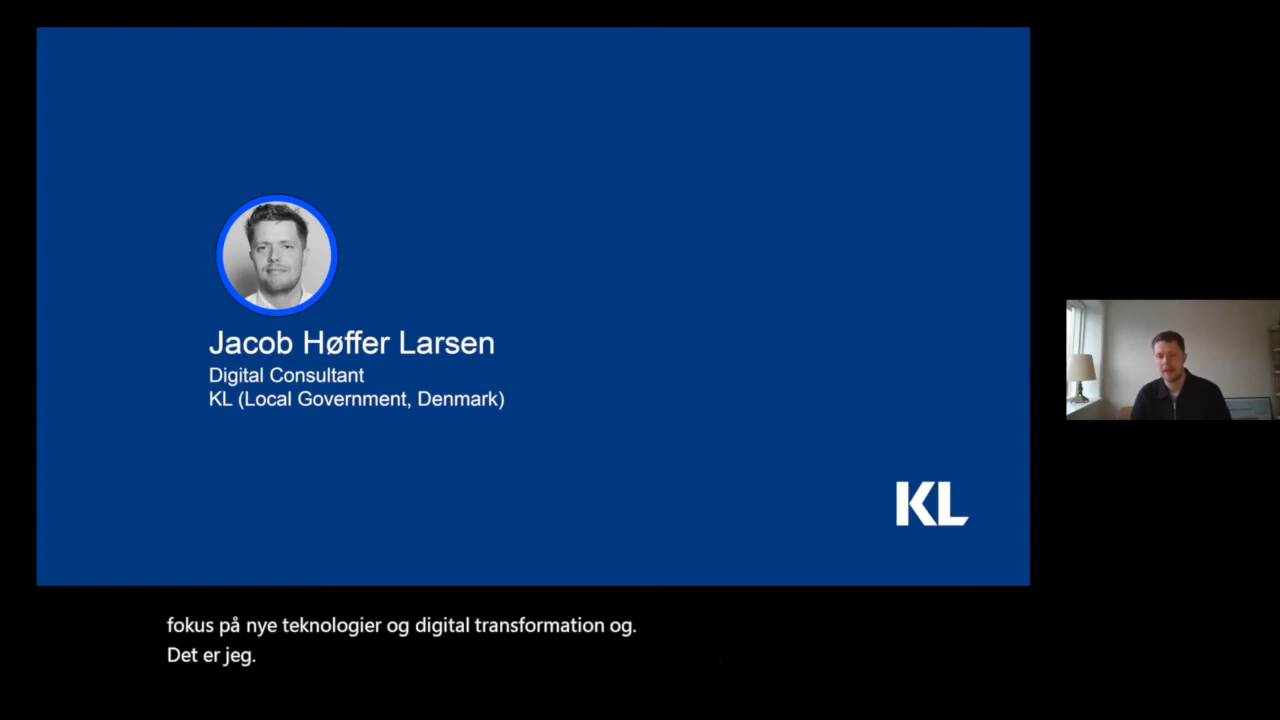 Jacob Høffer Larsen
Digital Consultant
KL (Local Government, Denmark)
KL
fokus på nye teknologier og digital transformation og.
Det er jeg.